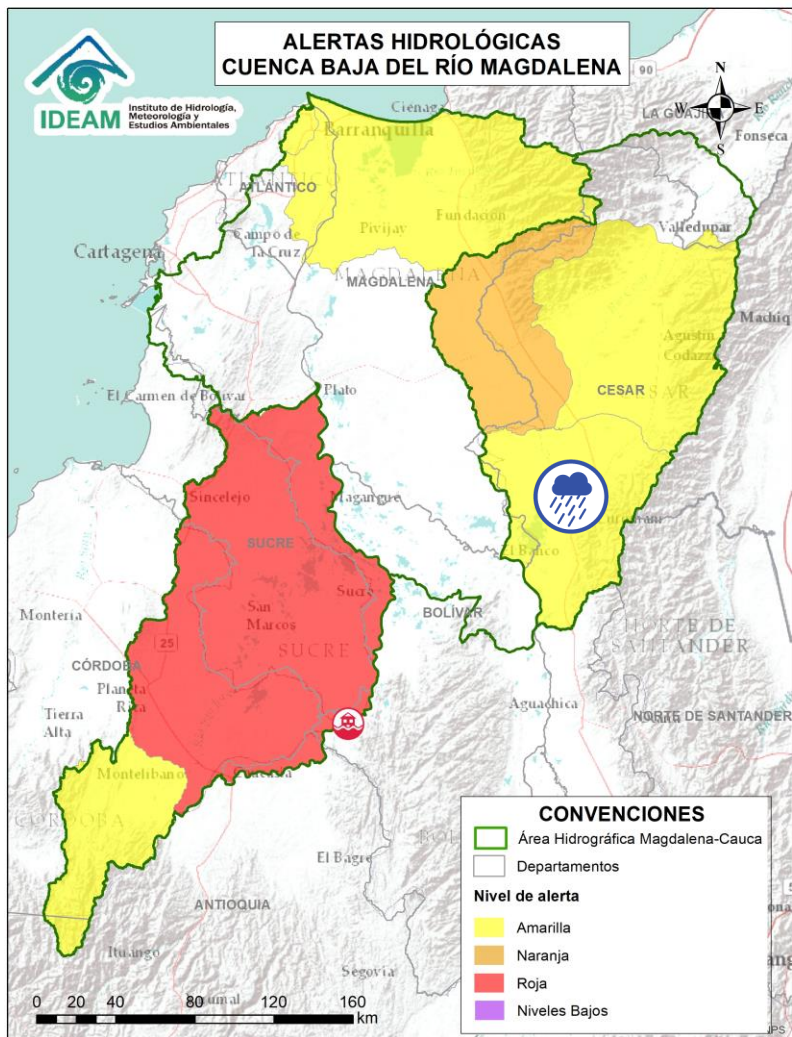 ALERTAS HIDROLÓGICAS
CUENCA BAJA DEL RÍO MAGDALENA
IDEAM
Instituto de Hidrología,
Meteorología y
Estudios Ambientales
N
W
E
S
90
Ciénaga
LA GUAJIRA
Barranquilla
Fonseca
ATLÁNTICO
Pivijay
Fundación
Valledupar
Cartagena
Campo de
la Cruz
MAGDALENA
MAGDALENA
Machiq
Agustín
Codazzi
CESAR
El Carmen de Bolívar
Plato
Sincelejo
Magangué
SUCRE
El Banco
Sucre
BOLÍVAR
Montería
San
Marcos
SUCRE
NORTE DE
SANTANDER
25
CÓRDOBA
Planeta
Rica
Aguachica
Tierra
Alta
NORTE DE SANTANDER
Montelíbano
CÓRDOBA
El Bagre
ANTIOQUIA
Ituango
Segovia
CONVENCIONES
Área Hidrográfica Magdalena-Cauca
Departamentos
Nivel de alerta
Amarilla
Naranja
Roja
Niveles Bajos
0 20 40 80 120 160
km